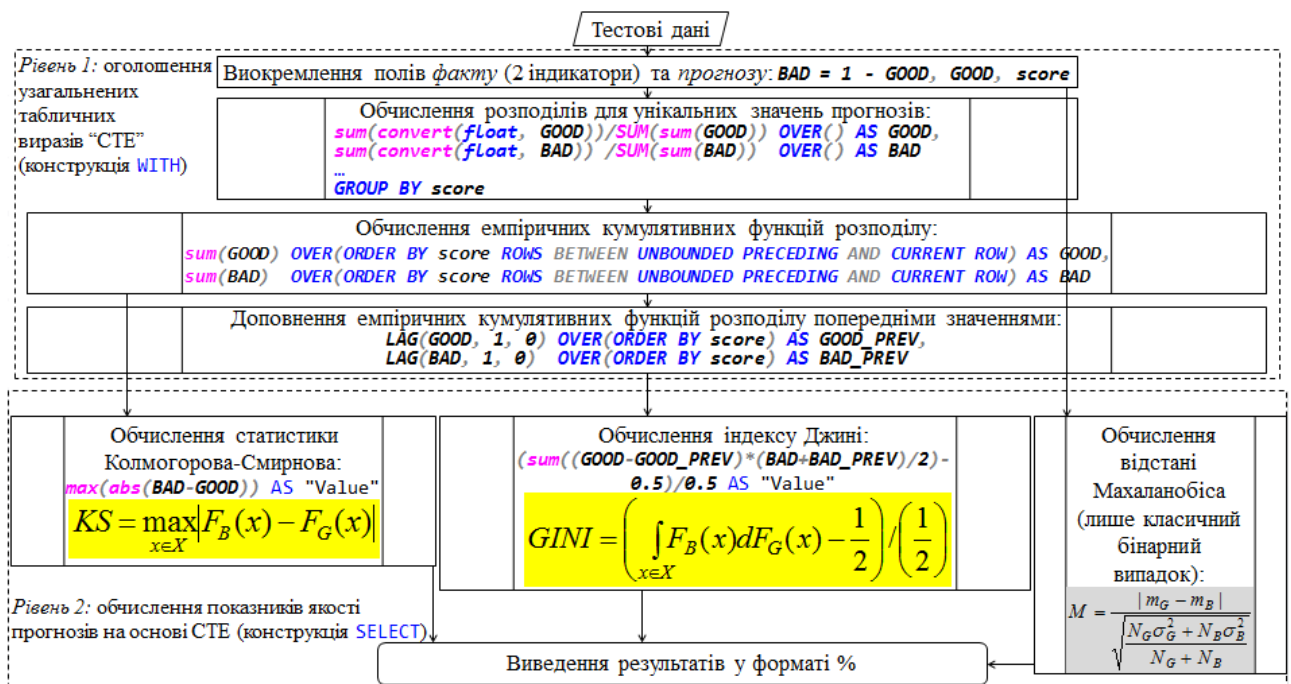 Тестові дані
Рівень 1: оголошення
узагальнених
табличних
виразів “CTE”
(конструкція WITH)
Виокремлення полів факту (2 індикатори) та прогнозу: BAD = 1 - GOOD, GOOD, score
Обчислення розподілів для унікальних значень прогнозів:
sum(convert(float, GOOD))/SUM(sum(GOOD)) OVER() AS GOOD,
sum(convert(float, BAD)) /SUM(sum(BAD)) OVER() AS BAD
…
GROUP BY score
Обчислення емпіричних кумулятивних функцій розподілу:
sum(GOOD) OVER(ORDER BY score ROWS BETWEEN UNBOUNDED PRECEDING AND CURRENT ROW) AS GOOD,
sum(BAD) OVER(ORDER BY score ROWS BETWEEN UNBOUNDED PRECEDING AND CURRENT ROW) AS BAD
Доповнення емпіричних кумулятивних функцій розподілу попередніми значеннями:
LAG(GOOD, 1, 0) OVER(ORDER BY score) AS GOOD_PREV,
LAG(BAD, 1, 0) OVER(ORDER BY score) AS BAD_PREV
Обчислення статистики
Колмогорова-Смирнова:
max(abs(BAD-GOOD)) AS "Value"
KS = max|F_B(x) − F_G(x)|
x∈X
Обчислення індексу Джині:
(sum((GOOD-GOOD_PREV)*(BAD+BAD_PREV)/2)-
0.5)/0.5 AS "Value"
GINI = (∫_{x∈X} F_B(x)dF_G(x) − 1/2)/(1/2)
Обчислення
відстані
Махаланобіса
(лише класичний
бінарний
випадок):
M = |m_G − m_B| / √((N_G σ_G^2 + N_B σ_B^2)/(N_G + N_B))
Рівень 2: обчислення показників якості
прогнозів на основі CTE (конструкція SELECT)
Виведення результатів у форматі %